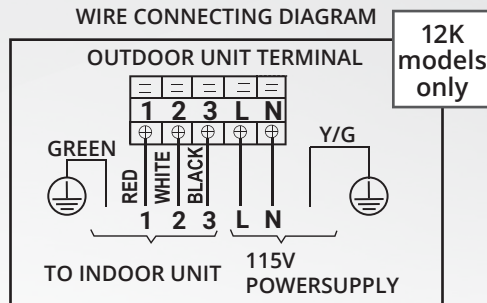 WIRE CONNECTING DIAGRAM
12K
models
only
OUTDOOR UNIT TERMINAL
1 2 3 L N
GREEN
RED
WHITE
BLACK
Y/G
1 2 3 L N
TO INDOOR UNIT
115V
POWERSUPPLY